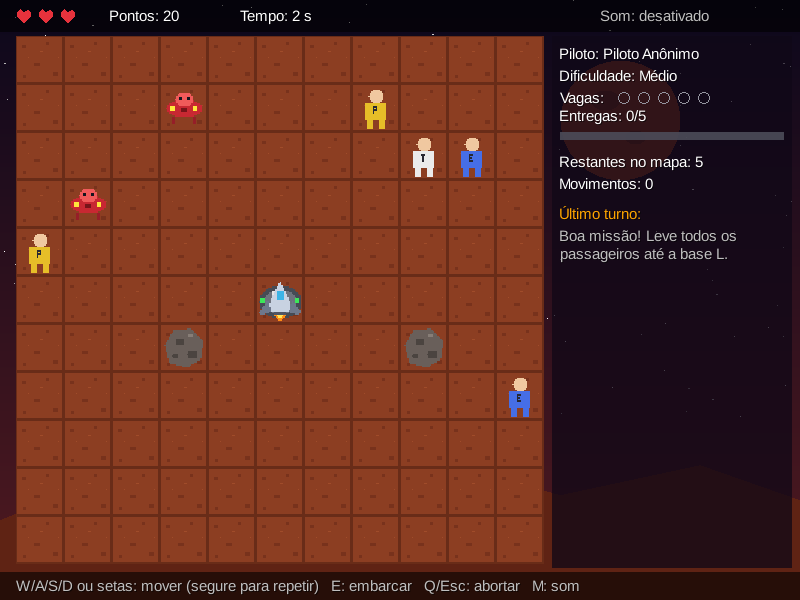 Pontos: 20 Tempo: 2 s Som: desativado
Piloto: Piloto Anônimo
Dificuldade: Médio
Vagas:
Entregas: 0/5
Restantes no mapa: 5
Movimentos: 0
Último turno:
Boa missão! Leve todos os
passageiros até a base L.
P
T E
P
E
W/A/S/D ou setas: mover (segure para repetir) E: embarcar Q/Esc: abortar M: som